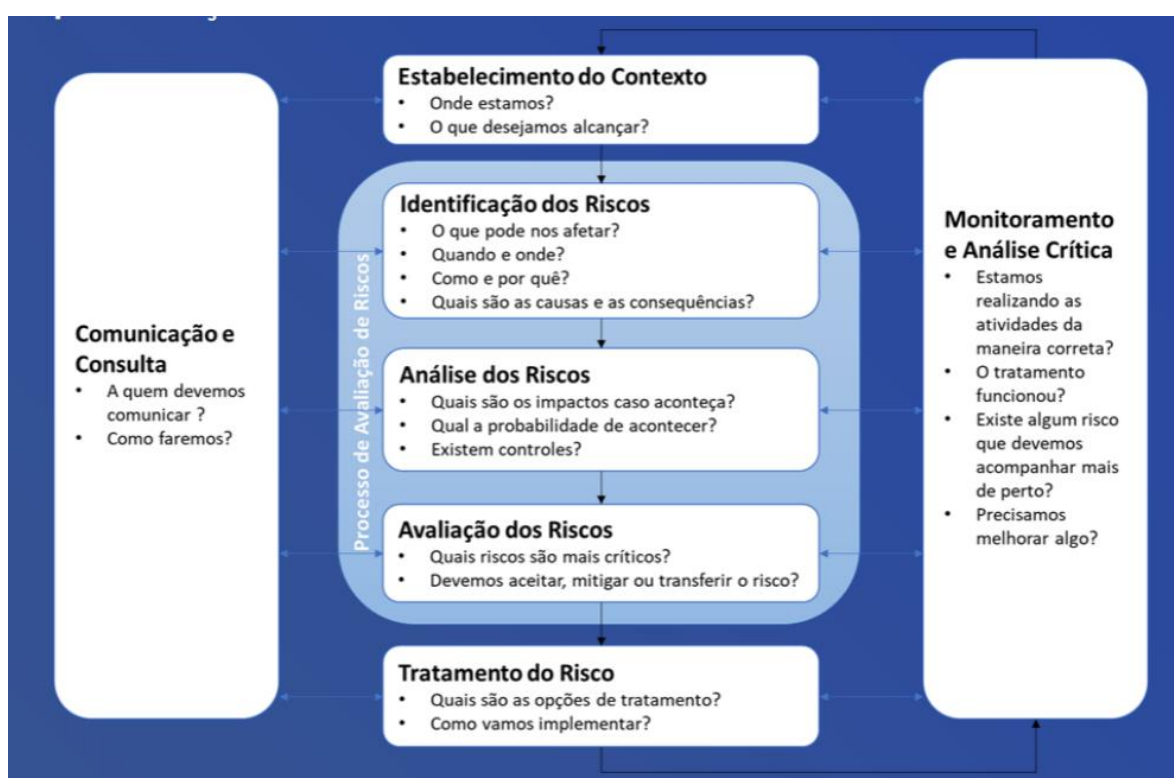 Estabelecimento do Contexto
• Onde estamos?
• O que desejamos alcançar?
Processo de Avaliação de Riscos
Identificação dos Riscos
• O que pode nos afetar?
• Quando e onde?
• Como e por quê?
• Quais são as causas e as consequências?
Análise dos Riscos
• Quais são os impactos caso aconteça?
• Qual a probabilidade de acontecer?
• Existem controles?
Avaliação dos Riscos
• Quais riscos são mais críticos?
• Devemos aceitar, mitigar ou transferir o risco?
Tratamento do Risco
• Quais são as opções de tratamento?
• Como vamos implementar?
Comunicação e
Consulta
• A quem devemos
comunicar ?
• Como faremos?
Monitoramento
e Análise Crítica
• Estamos
realizando as
atividades da
maneira correta?
• O tratamento
funcionou?
• Existe algum risco
que devemos
acompanhar mais
de perto?
• Precisamos
melhorar algo?